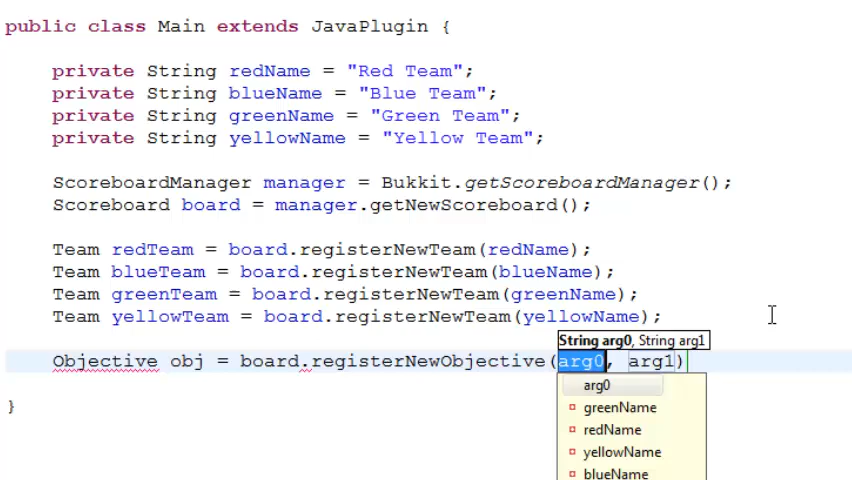 public class Main extends JavaPlugin {
private String redName = "Red Team";
private String blueName = "Blue Team";
private String greenName = "Green Team";
private String yellowName = "Yellow Team";
ScoreboardManager manager = Bukkit.getScoreboardManager();
Scoreboard board = manager.getNewScoreboard();
Team redTeam = board.registerNewTeam(redName);
Team blueTeam = board.registerNewTeam(blueName);
Team greenTeam = board.registerNewTeam(greenName);
Team yellowTeam = board.registerNewTeam(yellowName);
String arg0, String arg1
Objective obj = board.registerNewObjective(arg0, arg1)
arg0
greenName
redName
yellowName
blueName
}